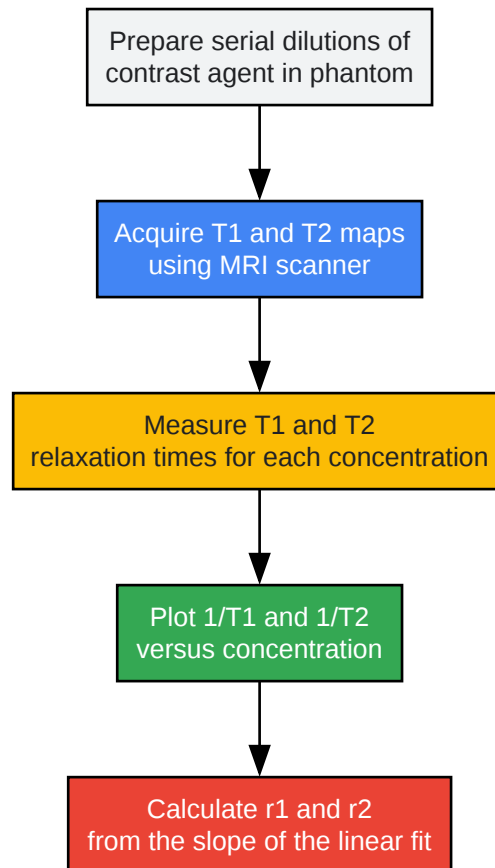 Prepare serial dilutions of
contrast agent in phantom
Acquire T1 and T2 maps
using MRI scanner
Measure T1 and T2
relaxation times for each concentration
Plot 1/T1 and 1/T2
versus concentration
Calculate r1 and r2
from the slope of the linear fit